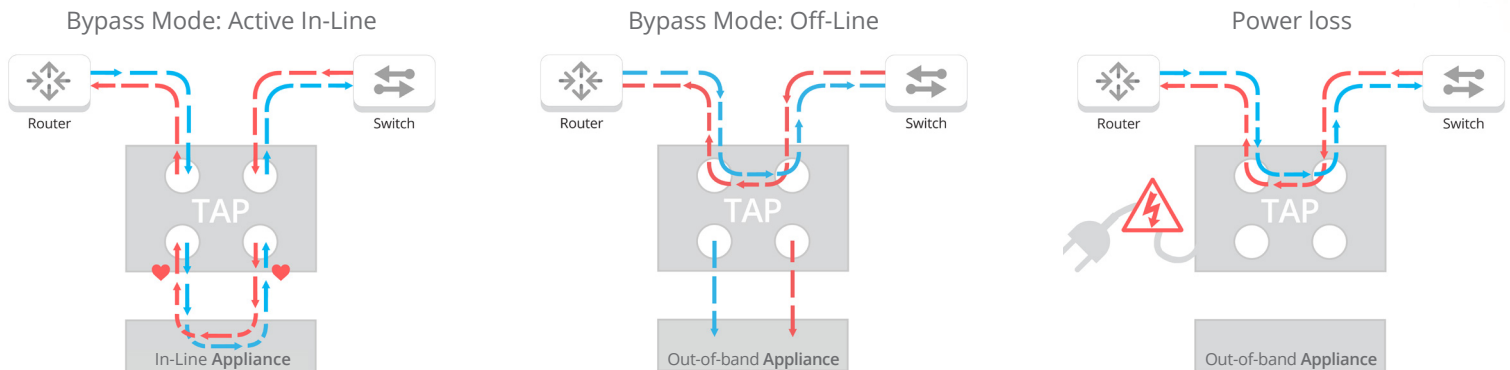 Bypass Mode: Active In-Line
Router
Switch
TAP
In-Line Appliance
Bypass Mode: Off-Line
Router
Switch
TAP
Out-of-band Appliance
Power loss
Router
Switch
TAP
Out-of-band Appliance